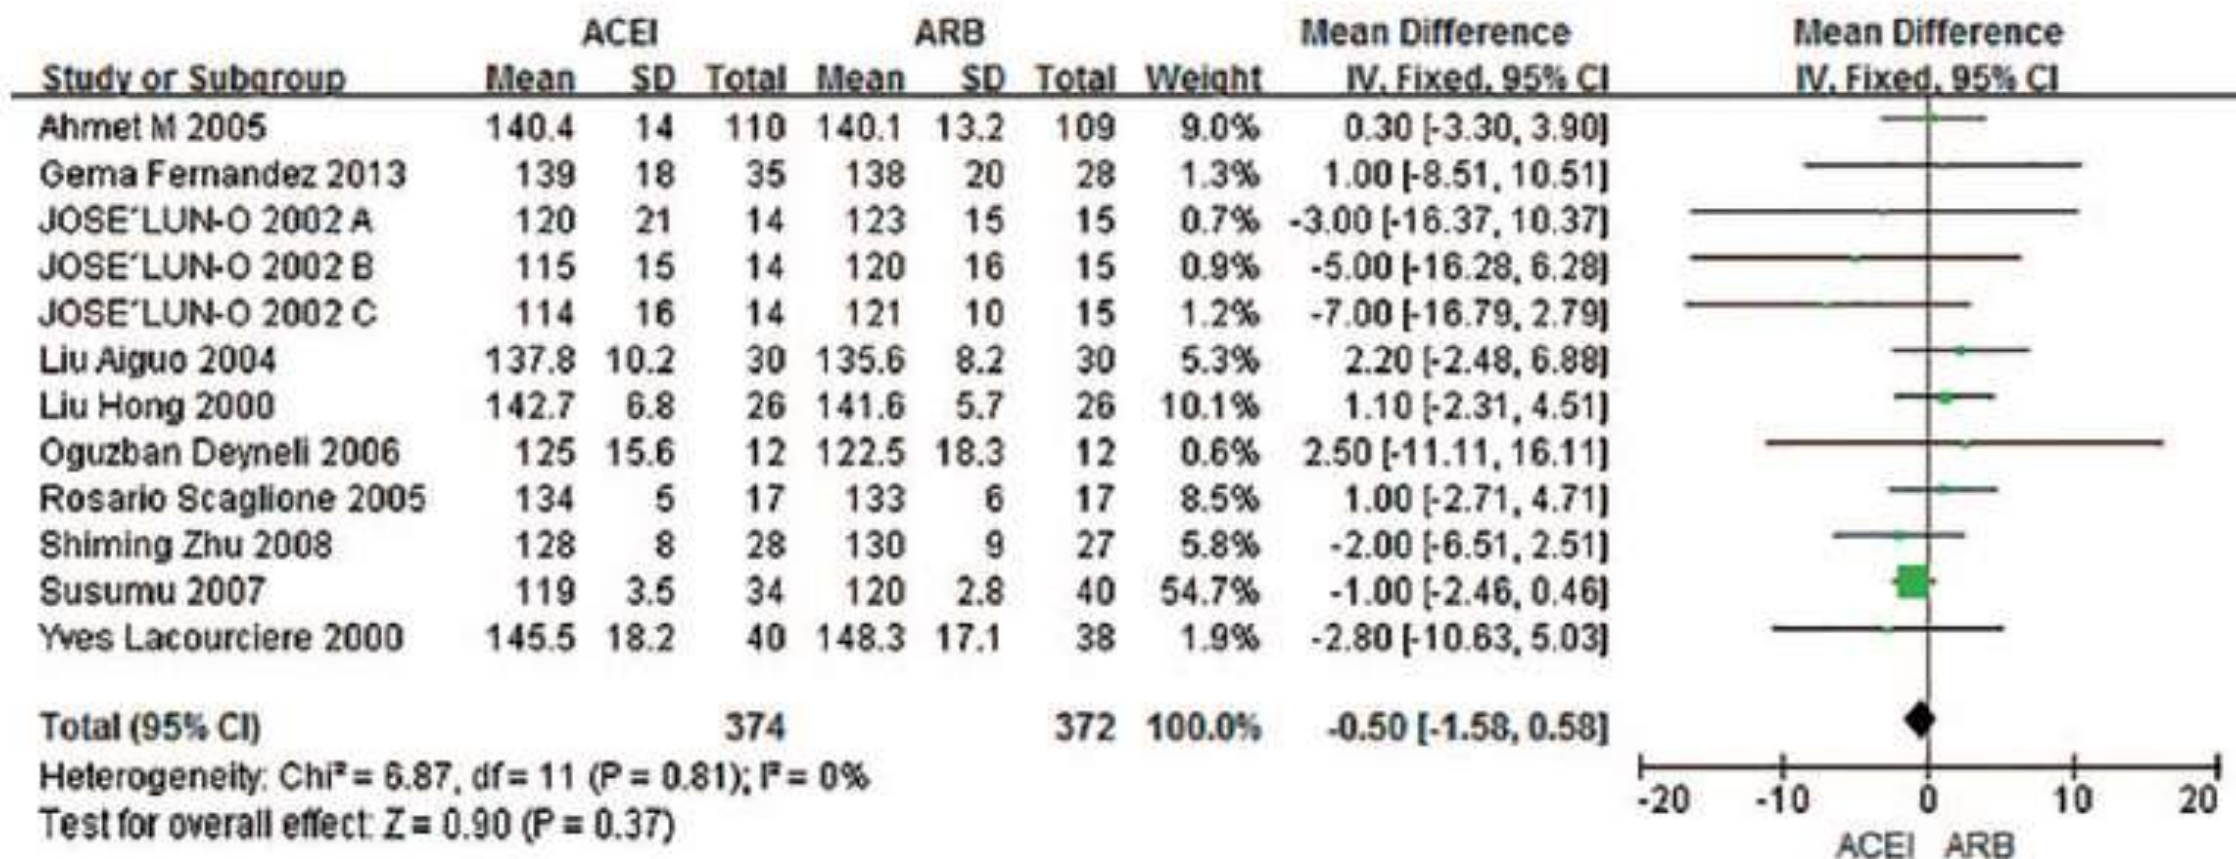 ACEI ARB Mean Difference Mean Difference
Study or Subgroup Mean SD Total Mean SD Total Weight IV, Fixed, 95% CI IV, Fixed, 95% CI
Ahmet M 2005 140.4 14 110 140.1 13.2 109 9.0% 0.30 [-3.30, 3.90]
Gema Fernandez 2013 139 18 35 138 20 28 1.3% 1.00 [-8.51, 10.51]
JOSE´LUN-O 2002 A 120 21 14 123 15 15 0.7% -3.00 [-16.37, 10.37]
JOSE´LUN-O 2002 B 115 15 14 120 16 15 0.9% -5.00 [-16.28, 6.28]
JOSE´LUN-O 2002 C 114 16 14 121 10 15 1.2% -7.00 [-16.79, 2.79]
Liu Aiguo 2004 137.8 10.2 30 135.6 8.2 30 5.3% 2.20 [-2.48, 6.88]
Liu Hong 2000 142.7 6.8 26 141.6 5.7 26 10.1% 1.10 [-2.31, 4.51]
Oguzban Deyneli 2006 125 15.6 12 122.5 18.3 12 0.6% 2.50 [-11.11, 16.11]
Rosario Scaglione 2005 134 5 17 133 6 17 8.5% 1.00 [-2.71, 4.71]
Shiming Zhu 2008 128 8 28 130 9 27 5.8% -2.00 [-6.51, 2.51]
Susumu 2007 119 3.5 34 120 2.8 40 54.7% -1.00 [-2.46, 0.46]
Yves Lacourciere 2000 145.5 18.2 40 148.3 17.1 38 1.9% -2.80 [-10.63, 5.03]
Total (95% CI) 374 372 100.0% -0.50 [-1.58, 0.58]
Heterogeneity: Chi² = 6.87, df = 11 (P = 0.81); I² = 0%
Test for overall effect: Z = 0.90 (P = 0.37)
-20 -10 0 10 20
ACEI ARB